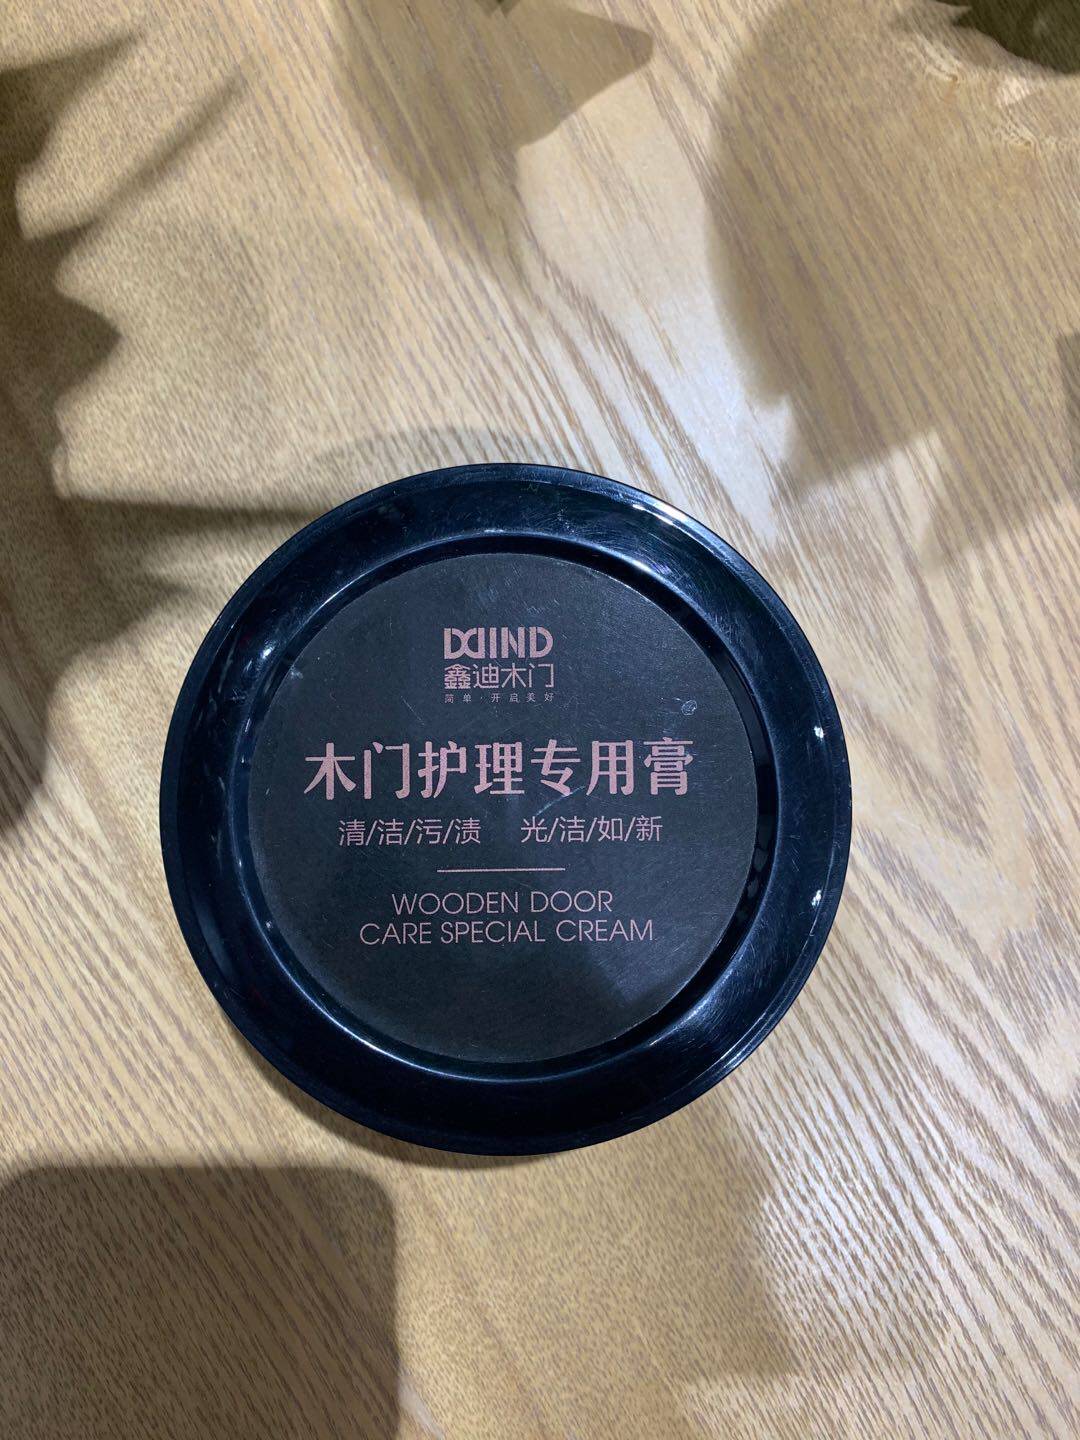 XDIND
鑫迪木门
简单·开启美好
木门护理专用膏
清/洁/污/渍 光/洁/如/新
WOODEN DOOR
CARE SPECIAL CREAM